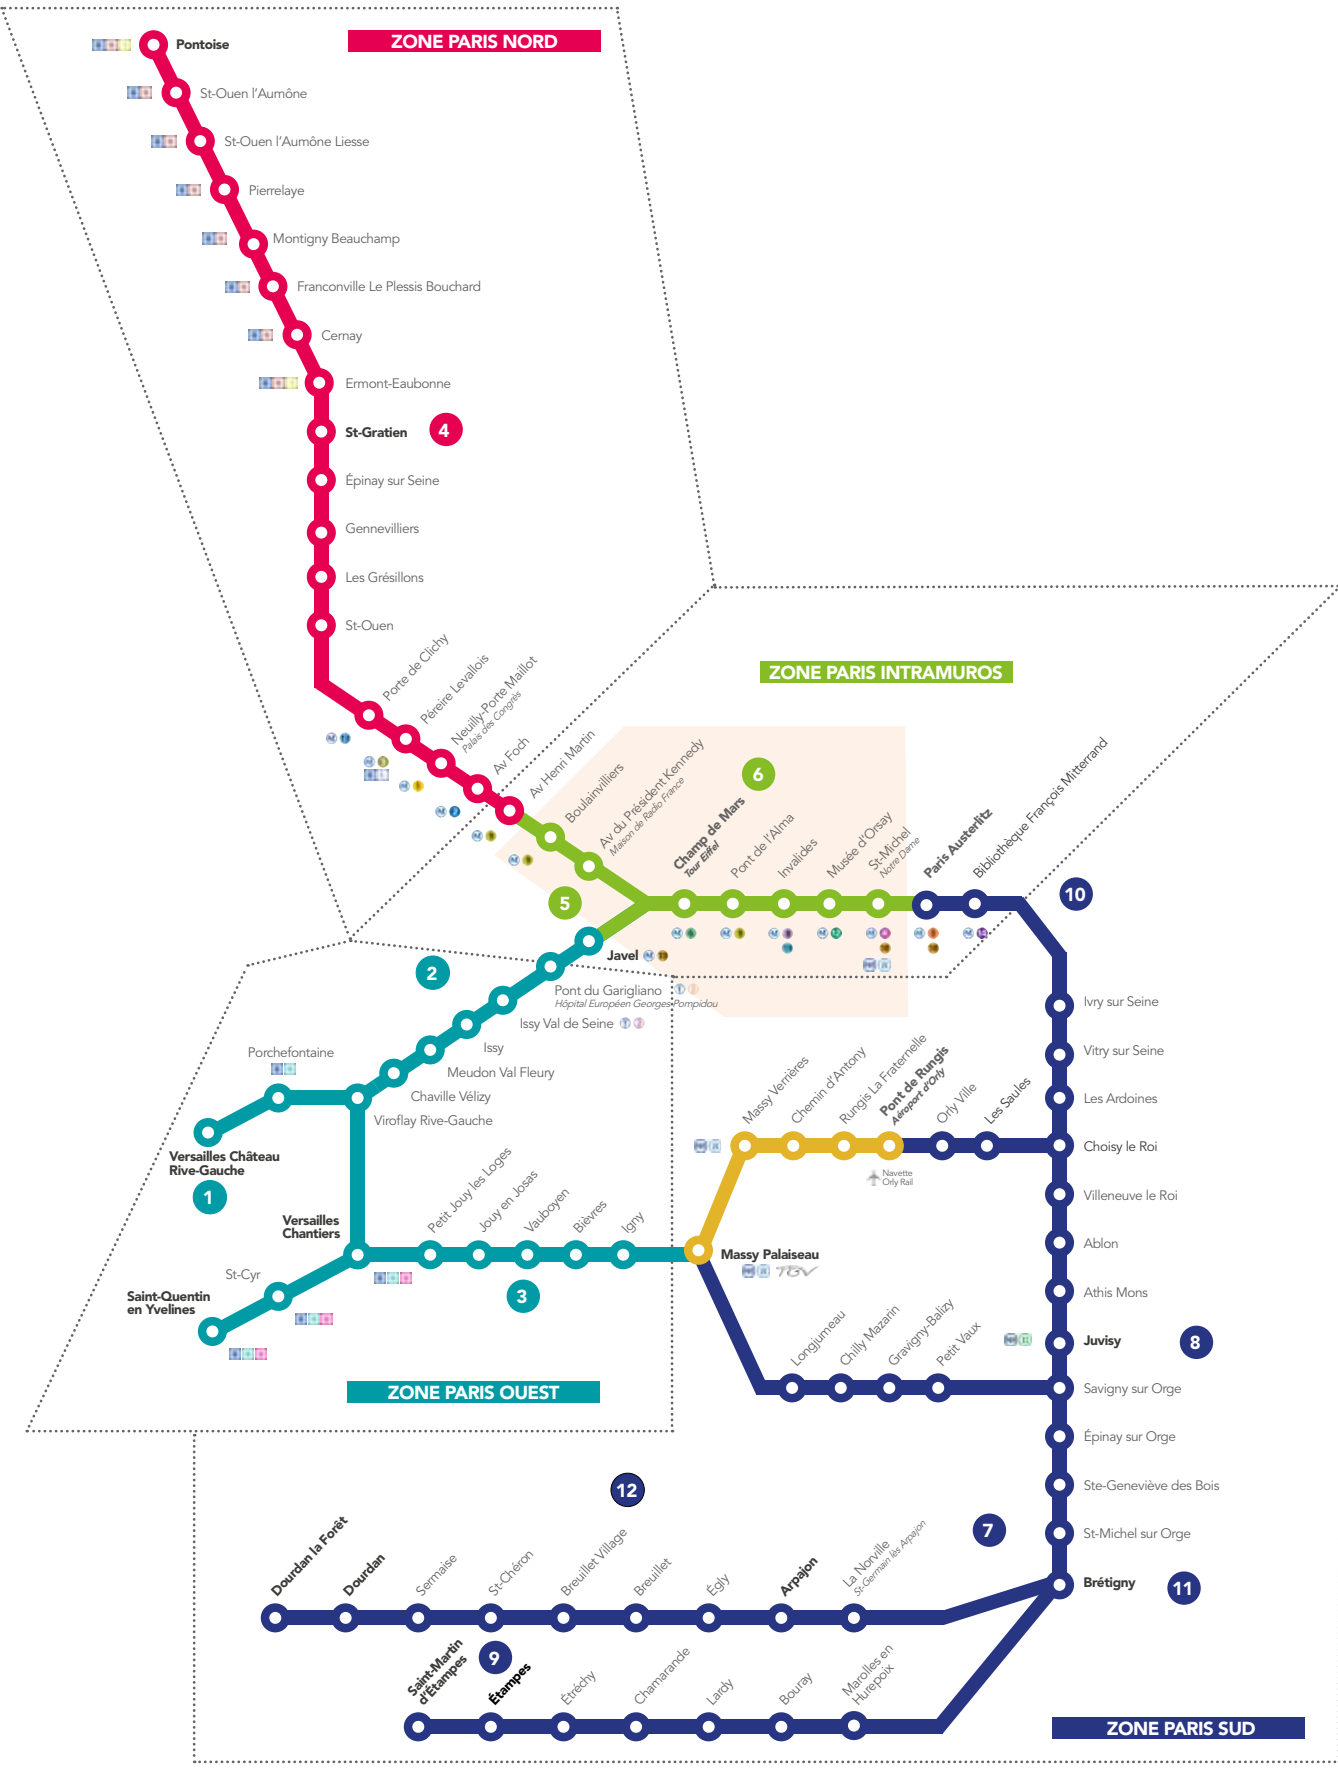 ZONE PARIS NORD
Pontoise
St-Ouen l'Aumône
St-Ouen l'Aumône Liesse
Pierrelaye
Montigny Beauchamp
Franconville Le Plessis Bouchard
Cernay
Ermont-Eaubonne
St-Gratien
4
Épinay sur Seine
Gennevilliers
Les Grésillons
St-Ouen
Porte de Clichy
Péreire Levallois
Neuilly-Porte Maillot
Palais des Congrès
Av Foch
Av Henri Martin
ZONE PARIS INTRAMUROS
Boulainvilliers
Av du Président Kennedy
Maison de Radio France
6
Champ de Mars
Tour Eiffel
Pont de l'Alma
Invalides
Musée d'Orsay
St-Michel
Notre Dame
Paris Austerlitz
Bibliothèque François Mitterrand
5
10
Javel
2
Pont du Garigliano
Hôpital Européen Georges-Pompidou
Issy Val de Seine
Issy
Meudon Val Fleury
Chaville Vélizy
Viroflay Rive-Gauche
Porchefontaine
Versailles Château
Rive-Gauche
1
Versailles
Chantiers
St-Cyr
Saint-Quentin
en Yvelines
Petit Jouy les Loges
Jouy en Josas
Vauboyen
Bièvres
Igny
3
ZONE PARIS OUEST
Massy Palaiseau
TGV
Massy Verrières
Chemin d'Antony
Rungis La Fraternelle
Pont de Rungis
Aéroport d'Orly
Navette
Orly Rail
Orly Ville
Les Saules
Ivry sur Seine
Vitry sur Seine
Les Ardoines
Choisy le Roi
Villeneuve le Roi
Ablon
Athis Mons
Juvisy
8
Savigny sur Orge
Épinay sur Orge
Ste-Geneviève des Bois
St-Michel sur Orge
7
Brétigny
11
Longjumeau
Chilly Mazarin
Gravigny-Balizy
Petit Vaux
12
Dourdan la Forêt
Dourdan
Sermaise
St-Chéron
Breuillet Village
Breuillet
Égly
Arpajon
La Norville
St-Germain lès Arpajon
9
Saint-Martin
d'Étampes
Étampes
Étréchy
Chamarande
Lardy
Bouray
Marolles en
Hurepoix
ZONE PARIS SUD